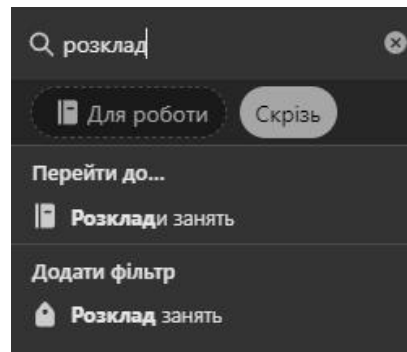 розклад
Для роботи Скрізь
Перейти до...
Розклади занять
Додати фільтр
Розклад занять